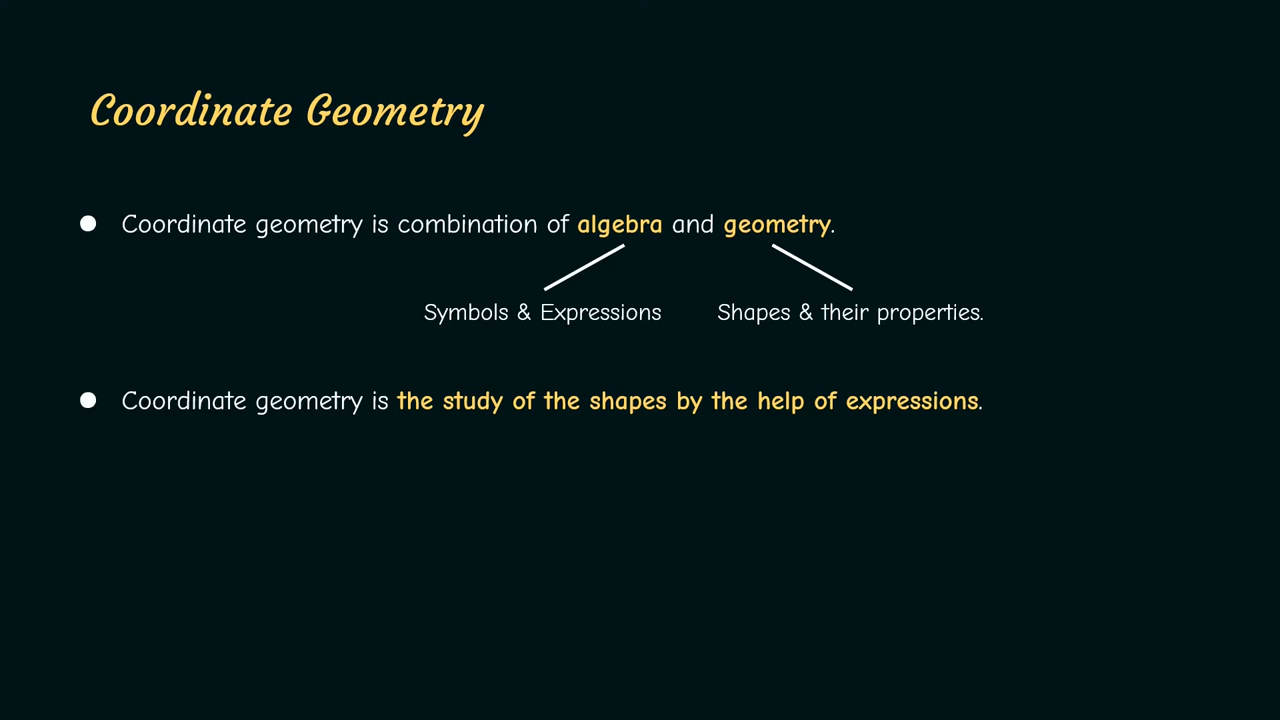 Coordinate Geometry
● Coordinate geometry is combination of algebra and geometry.
Symbols & Expressions Shapes & their properties.
● Coordinate geometry is the study of the shapes by the help of expressions.